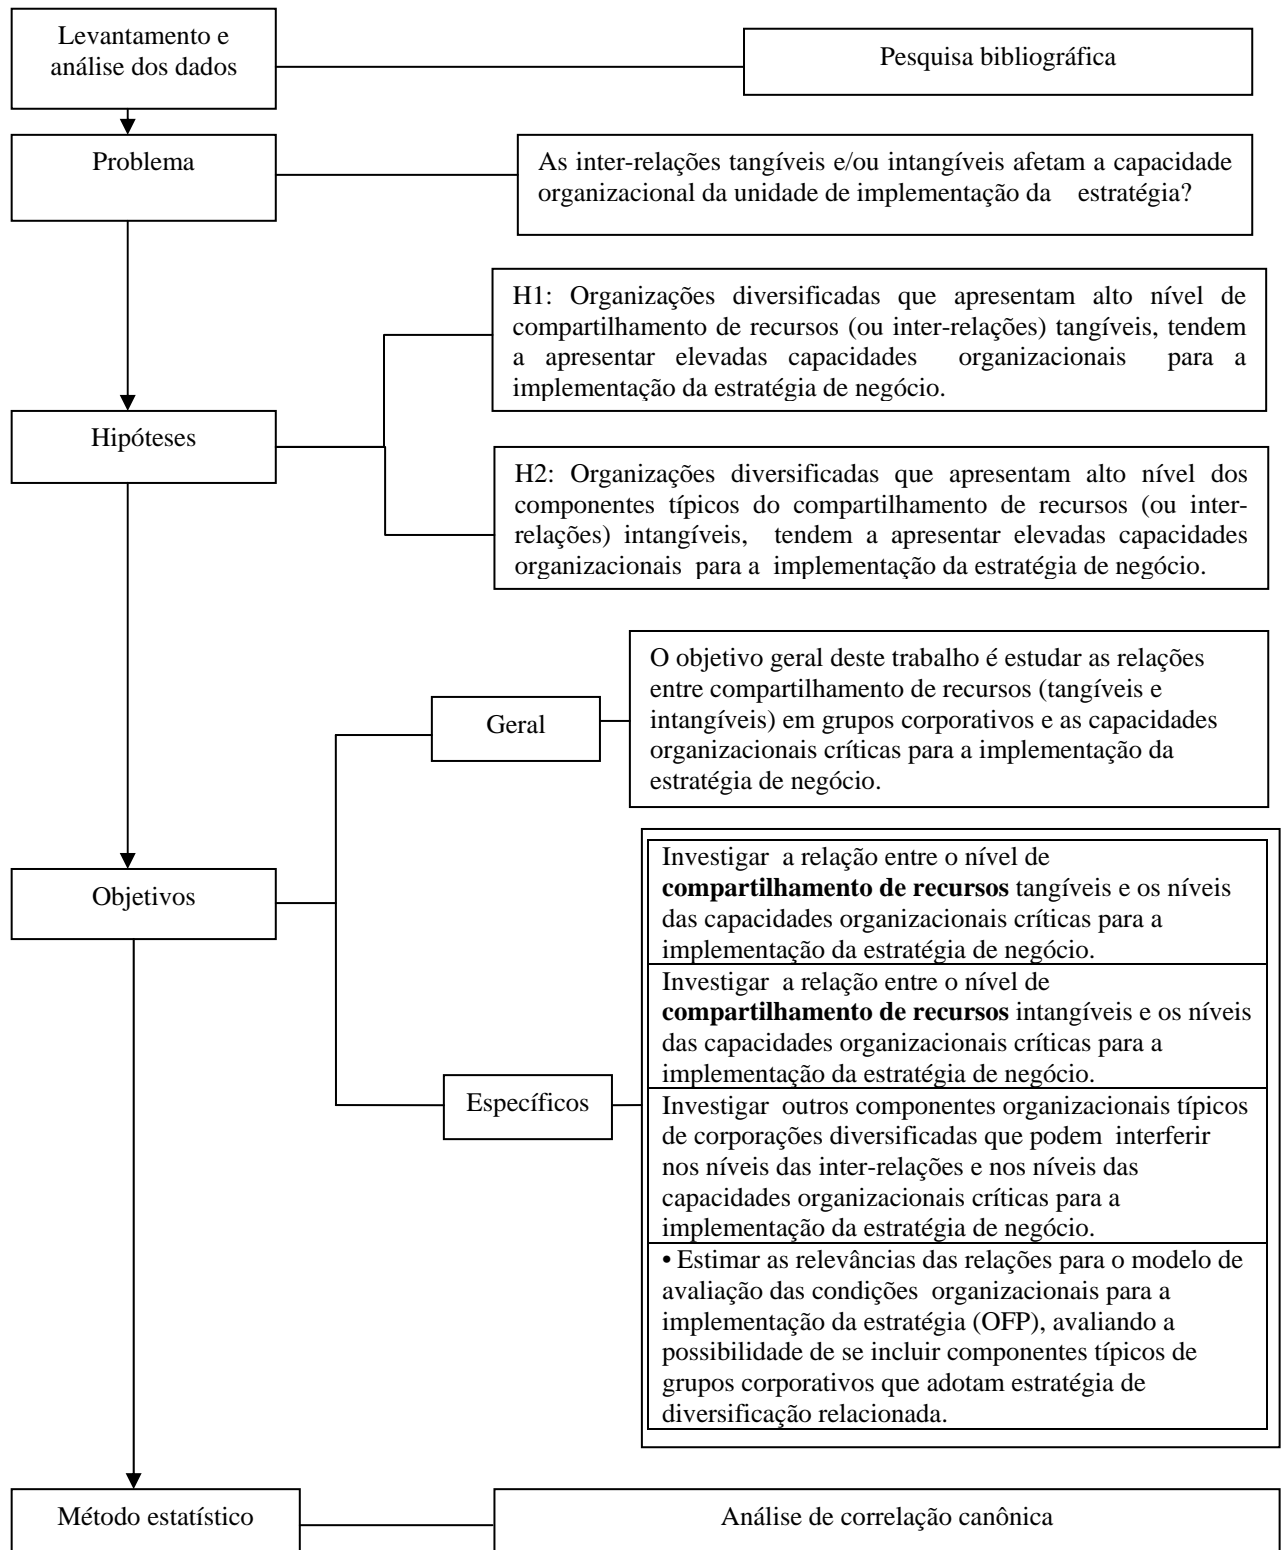 Levantamento e
análise dos dados
Pesquisa bibliográfica
Problema
As inter-relações tangíveis e/ou intangíveis afetam a capacidade
organizacional da unidade de implementação da estratégia?
H1: Organizações diversificadas que apresentam alto nível de
compartilhamento de recursos (ou inter-relações) tangíveis, tendem
a apresentar elevadas capacidades organizacionais para a
implementação da estratégia de negócio.
Hipóteses
H2: Organizações diversificadas que apresentam alto nível dos
componentes típicos do compartilhamento de recursos (ou inter-
relações) intangíveis, tendem a apresentar elevadas capacidades
organizacionais para a implementação da estratégia de negócio.
O objetivo geral deste trabalho é estudar as relações
entre compartilhamento de recursos (tangíveis e
intangíveis) em grupos corporativos e as capacidades
organizacionais críticas para a implementação da
estratégia de negócio.
Geral
Objetivos
Investigar a relação entre o nível de
compartilhamento de recursos tangíveis e os níveis
das capacidades organizacionais críticas para a
implementação da estratégia de negócio.
Investigar a relação entre o nível de
compartilhamento de recursos intangíveis e os níveis
das capacidades organizacionais críticas para a
implementação da estratégia de negócio.
Específicos
Investigar outros componentes organizacionais típicos
de corporações diversificadas que podem interferir
nos níveis das inter-relações e nos níveis das
capacidades organizacionais críticas para a
implementação da estratégia de negócio.
• Estimar as relevâncias das relações para o modelo de
avaliação das condições organizacionais para a
implementação da estratégia (OFP), avaliando a
possibilidade de se incluir componentes típicos de
grupos corporativos que adotam estratégia de
diversificação relacionada.
Método estatístico
Análise de correlação canônica